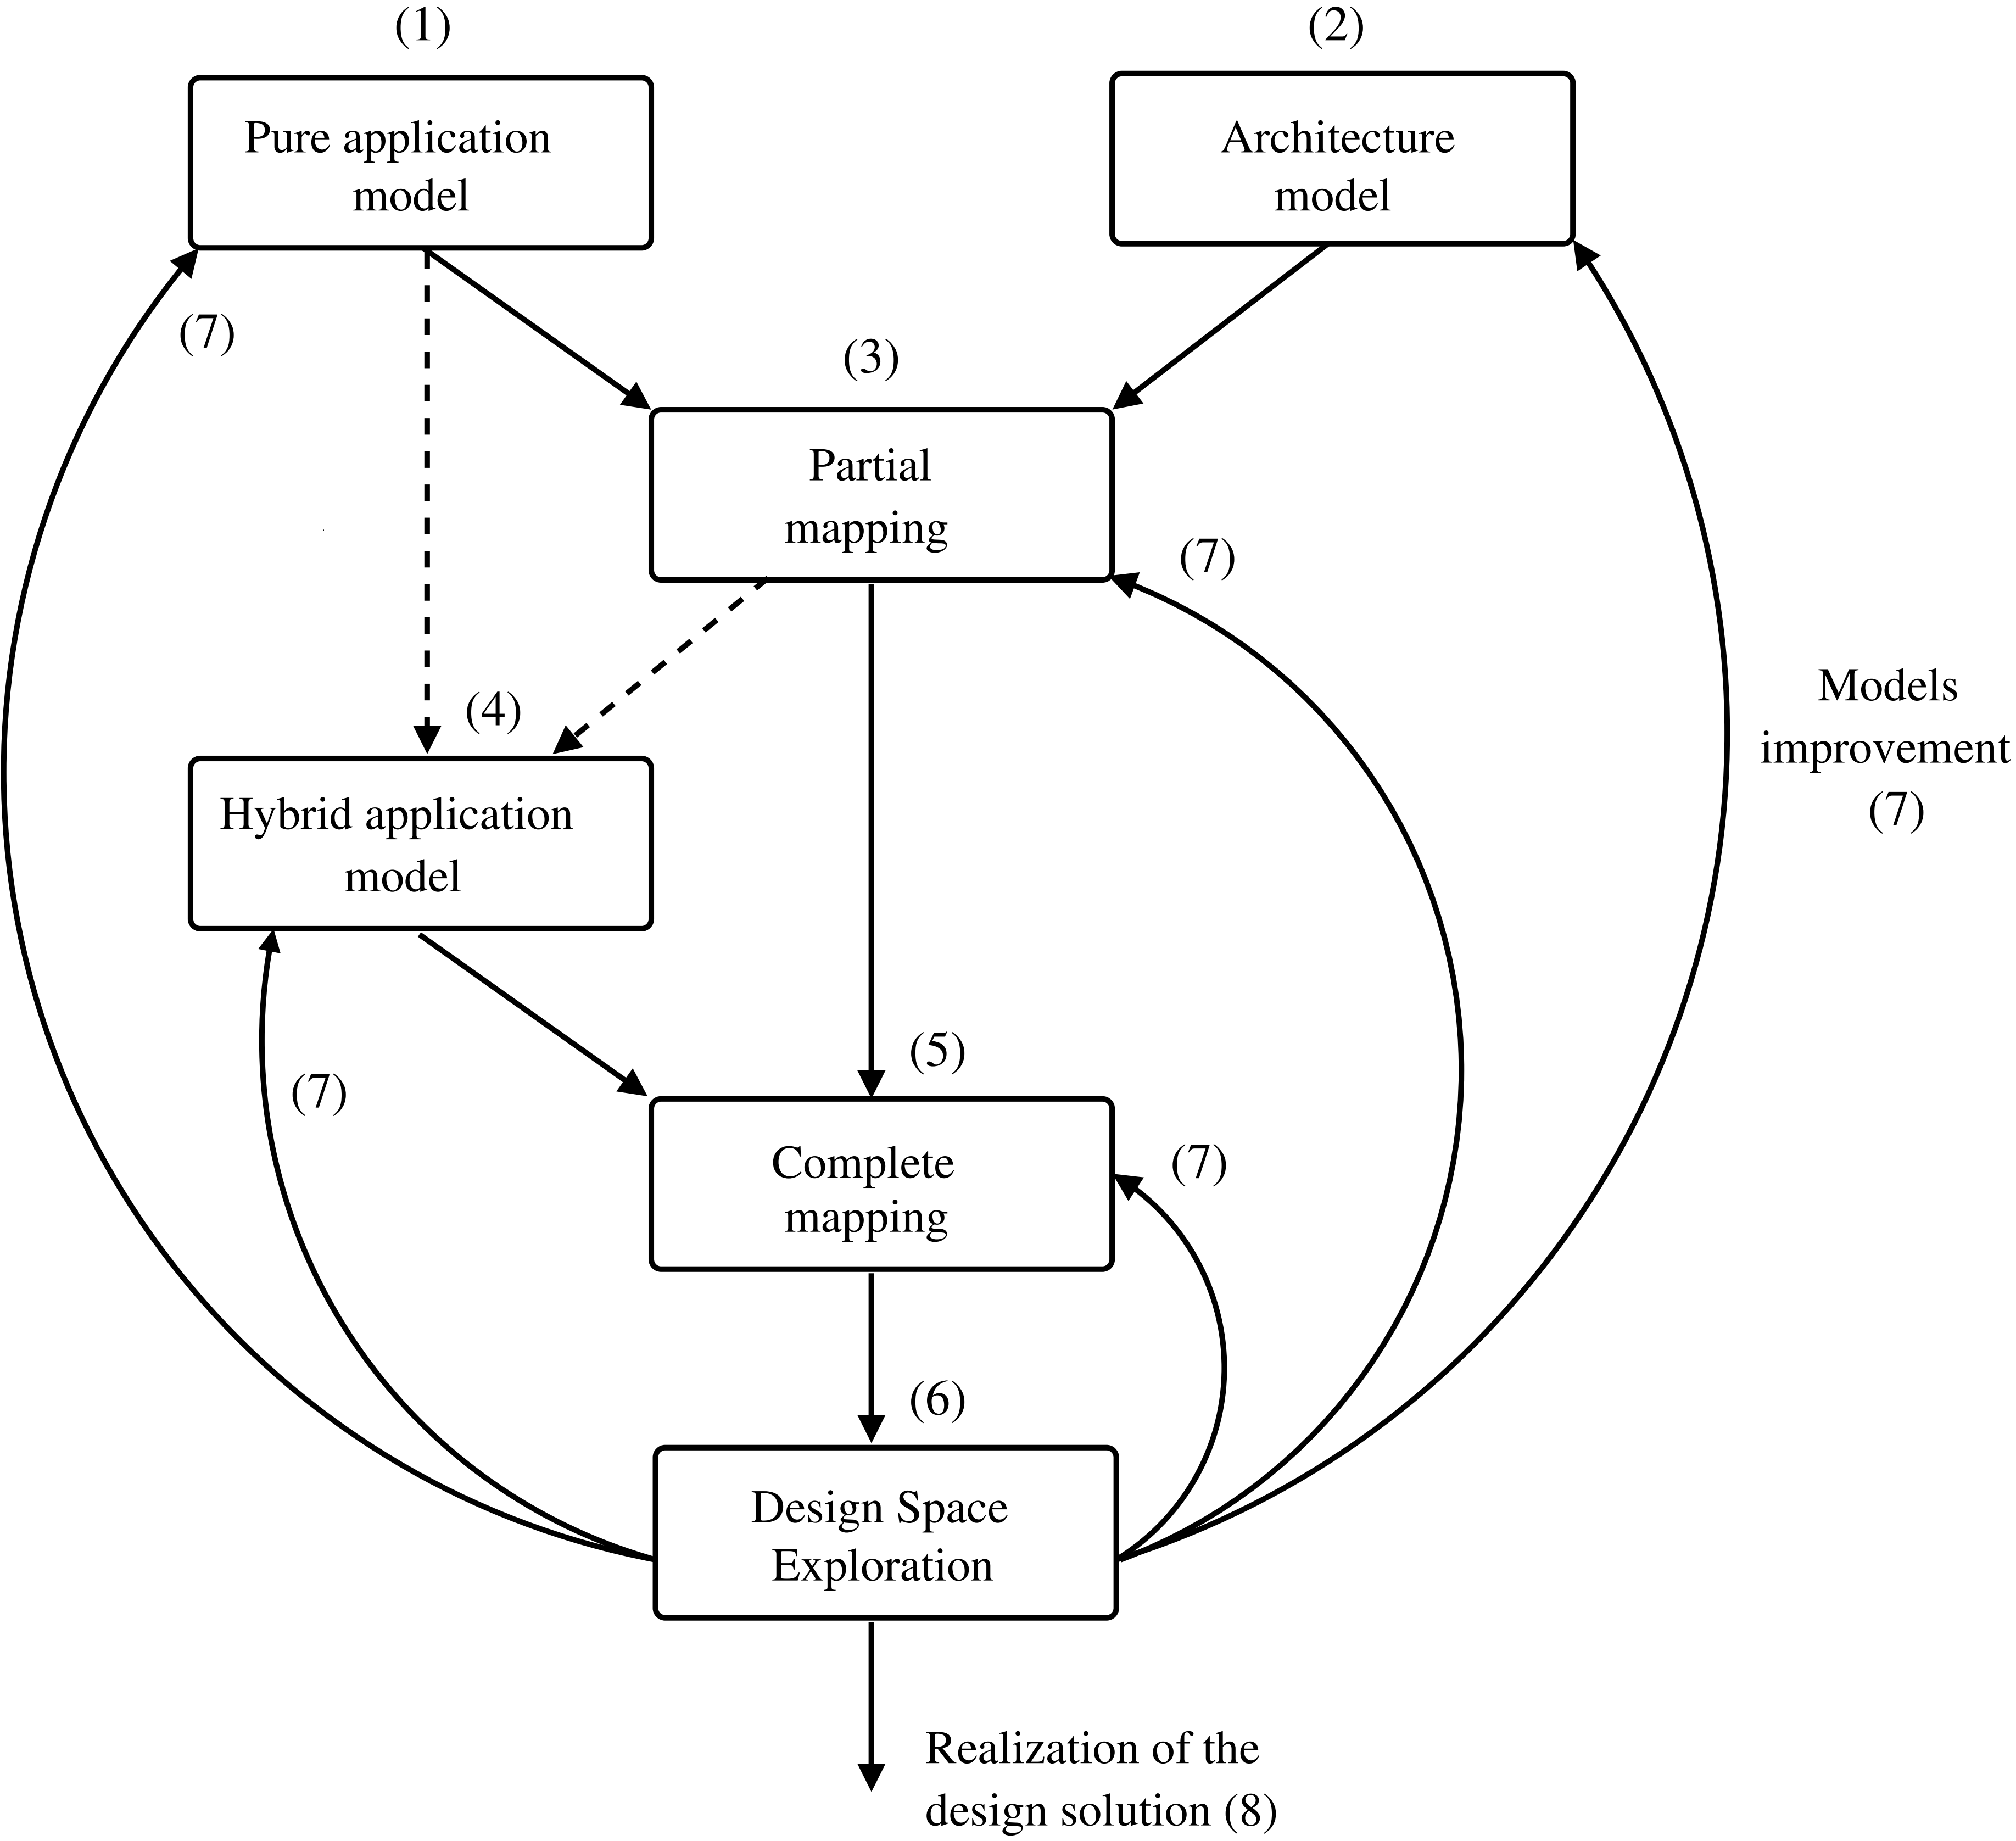 (1)
(2)
Pure application
model
Architecture
model
(7)
(3)
Partial
mapping
(7)
Models
improvement
(7)
(4)
Hybrid application
model
(5)
(7)
Complete
mapping
(7)
(6)
Design Space
Exploration
Realization of the
design solution (8)